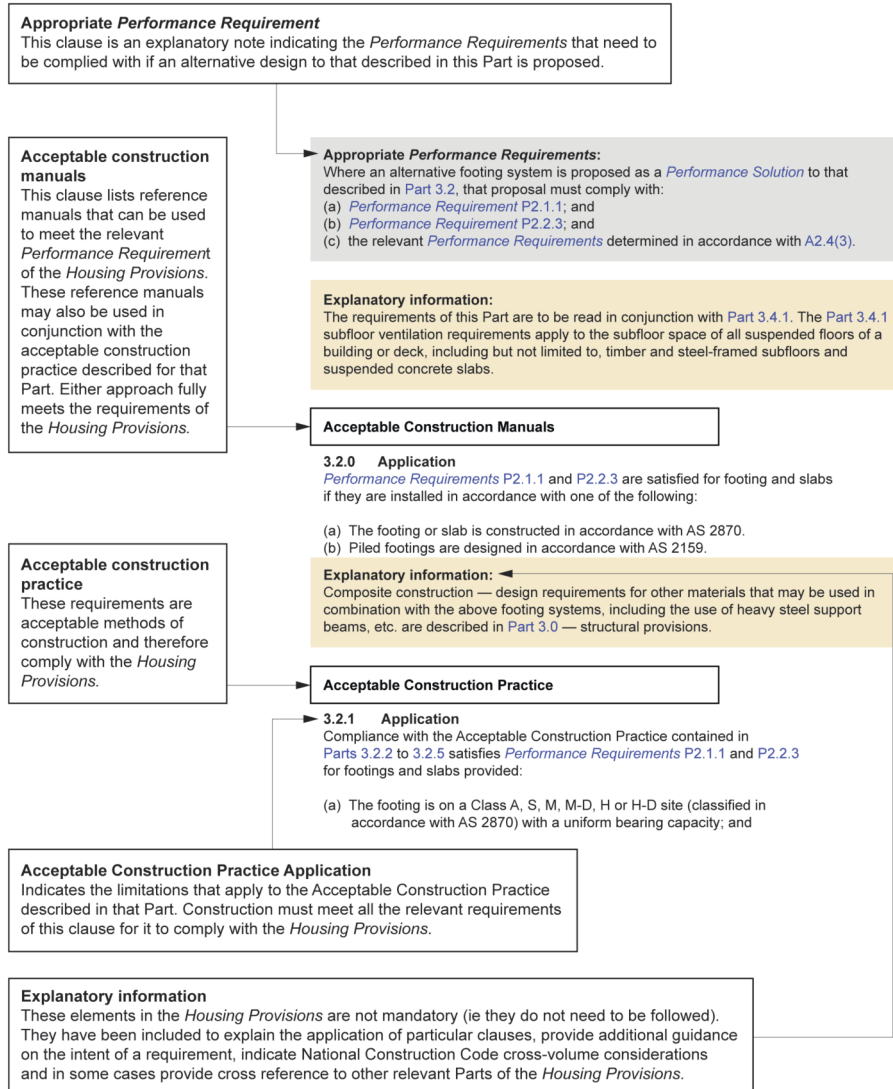 Appropriate Performance Requirement
This clause is an explanatory note indicating the Performance Requirements that need to
be complied with if an alternative design to that described in this Part is proposed.
Acceptable construction
manuals
This clause lists reference
manuals that can be used
to meet the relevant
Performance Requirement
of the Housing Provisions.
These reference manuals
may also be used in
conjunction with the
acceptable construction
practice described for that
Part. Either approach fully
meets the requirements of
the Housing Provisions.
Appropriate Performance Requirements:
Where an alternative footing system is proposed as a Performance Solution to that
described in Part 3.2, that proposal must comply with:
(a) Performance Requirement P2.1.1; and
(b) Performance Requirement P2.2.3; and
(c) the relevant Performance Requirements determined in accordance with A2.4(3).
Explanatory information:
The requirements of this Part are to be read in conjunction with Part 3.4.1. The Part 3.4.1
subfloor ventilation requirements apply to the subfloor space of all suspended floors of a
building or deck, including but not limited to, timber and steel-framed subfloors and
suspended concrete slabs.
Acceptable Construction Manuals
3.2.0 Application
Performance Requirements P2.1.1 and P2.2.3 are satisfied for footing and slabs
if they are installed in accordance with one of the following:
(a) The footing or slab is constructed in accordance with AS 2870.
(b) Piled footings are designed in accordance with AS 2159.
Acceptable construction
practice
These requirements are
acceptable methods of
construction and therefore
comply with the Housing
Provisions.
Explanatory information:
Composite construction — design requirements for other materials that may be used in
combination with the above footing systems, including the use of heavy steel support
beams, etc. are described in Part 3.0 — structural provisions.
Acceptable Construction Practice
3.2.1 Application
Compliance with the Acceptable Construction Practice contained in
Parts 3.2.2 to 3.2.5 satisfies Performance Requirements P2.1.1 and P2.2.3
for footings and slabs provided:
(a) The footing is on a Class A, S, M, M-D, H or H-D site (classified in
accordance with AS 2870) with a uniform bearing capacity; and
Acceptable Construction Practice Application
Indicates the limitations that apply to the Acceptable Construction Practice
described in that Part. Construction must meet all the relevant requirements
of this clause for it to comply with the Housing Provisions.
Explanatory information
These elements in the Housing Provisions are not mandatory (ie they do not need to be followed).
They have been included to explain the application of particular clauses, provide additional guidance
on the intent of a requirement, indicate National Construction Code cross-volume considerations
and in some cases provide cross reference to other relevant Parts of the Housing Provisions.